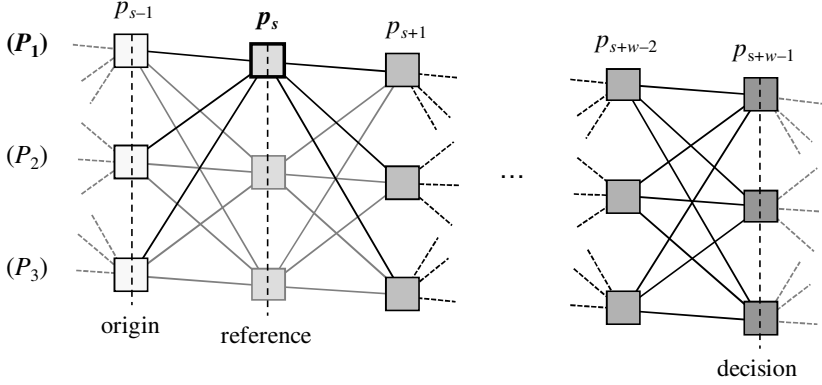 p_{s–1} p_s p_{s+1} p_{s+w–2} p_{s+w–1}
(P_1)
(P_2)
...
(P_3)
origin reference decision